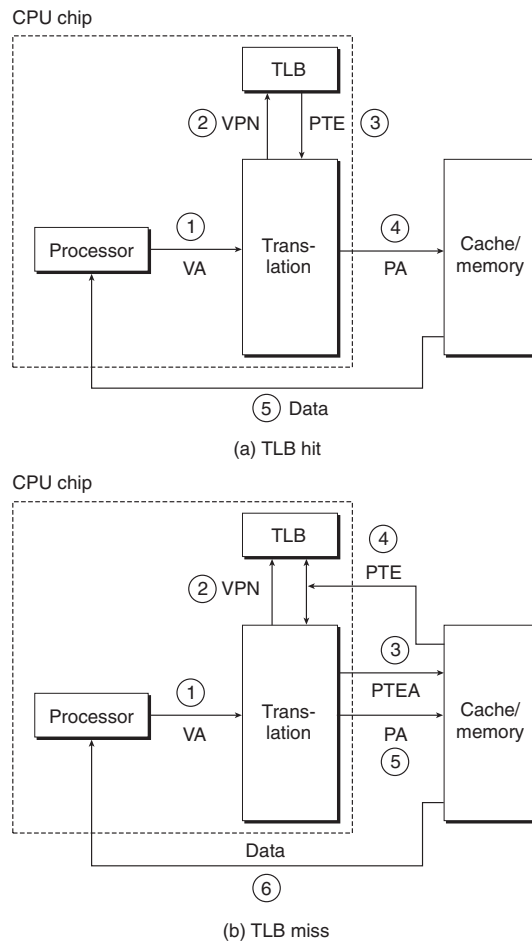 CPU chip
TLB
2 VPN PTE 3
1
Processor
VA
Trans-
lation
4
PA
Cache/
memory
5 Data
(a) TLB hit
CPU chip
TLB
4
2 VPN
PTE
3
PTEA
1
Processor
VA
Trans-
lation
PA
5
Cache/
memory
Data
6
(b) TLB miss